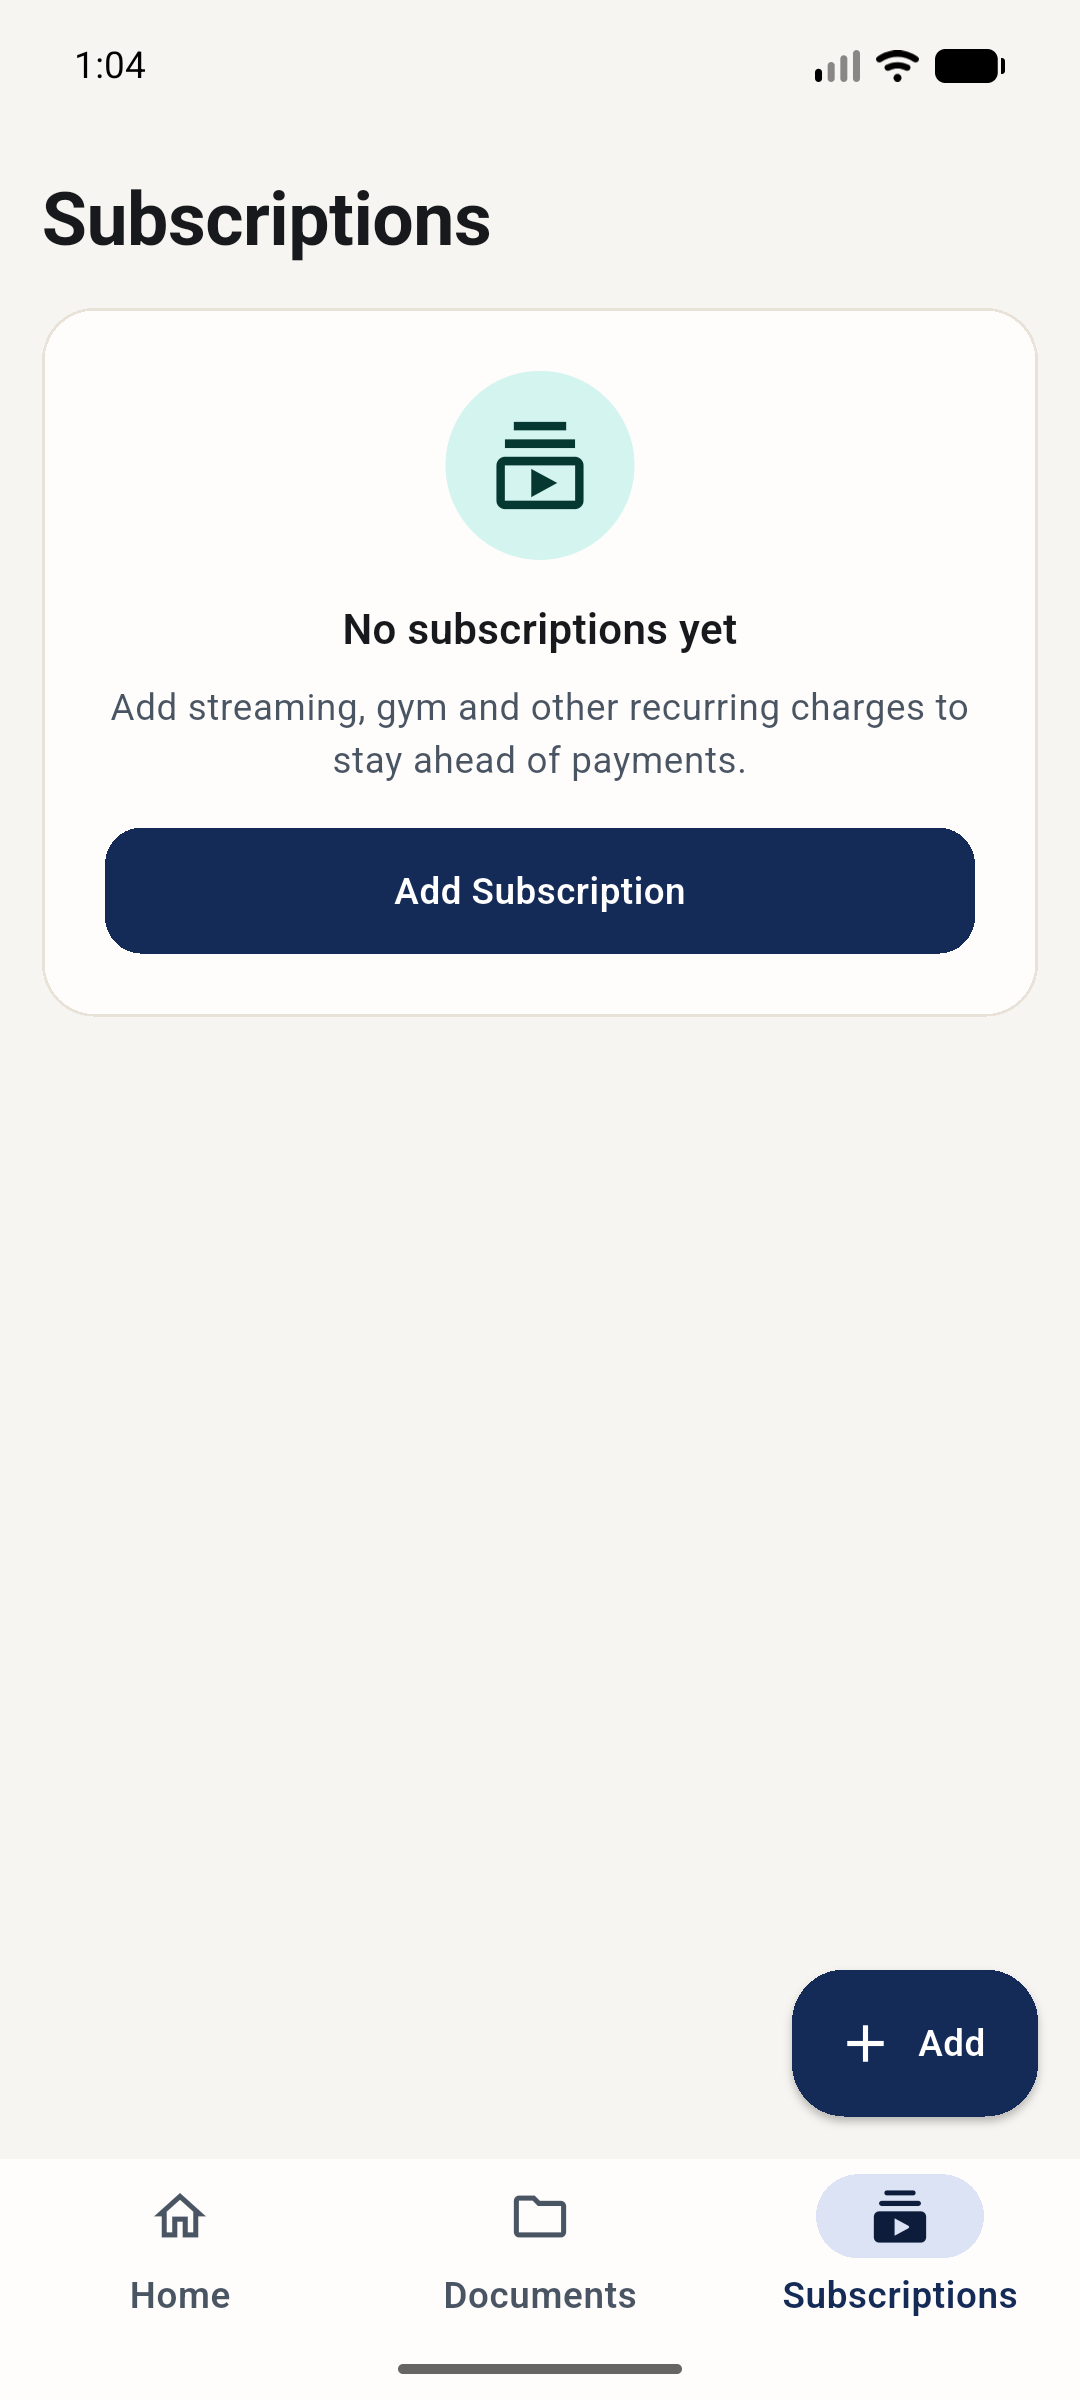 1:04
Subscriptions
No subscriptions yet
Add streaming, gym and other recurring charges to
stay ahead of payments.
Add Subscription
Add
Home
Documents
Subscriptions